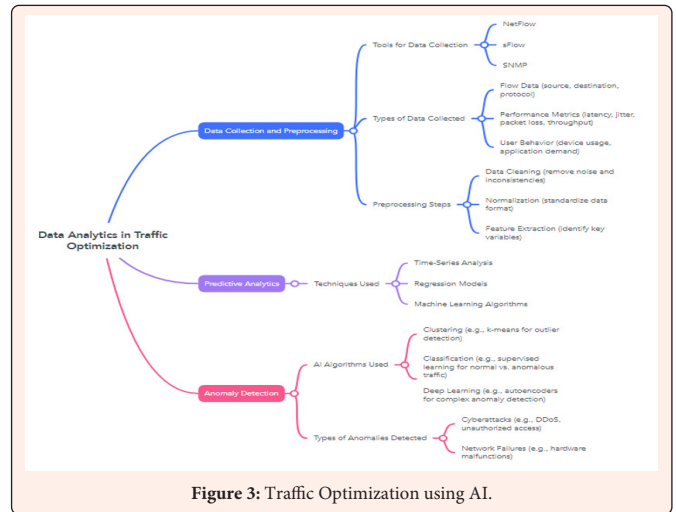 NetFlow
Tools for Data Collection
sFlow
SNMP
Flow Data (source, destination,
protocol)
Data Collection and Preprocessing
Types of Data Collected
Performance Metrics (latency, jitter,
packet loss, throughput)
User Behavior (device usage,
application demand)
Data Cleaning (remove noise and
inconsistencies)
Preprocessing Steps
Normalization (standardize data
format)
Feature Extraction (identify key
variables)
Data Analytics in Traffic
Optimization
Predictive Analytics
Techniques Used
Time-Series Analysis
Regression Models
Machine Learning Algorithms
Clustering (e.g., k-means for outlier
detection)
AI Algorithms Used
Classification (e.g., supervised
learning for normal vs. anomalous
traffic)
Deep Learning (e.g., autoencoders
for complex anomaly detection)
Anomaly Detection
Cyberattacks (e.g., DDoS,
unauthorized access)
Types of Anomalies Detected
Network Failures (e.g., hardware
malfunctions)
Figure 3: Traffic Optimization using AI.